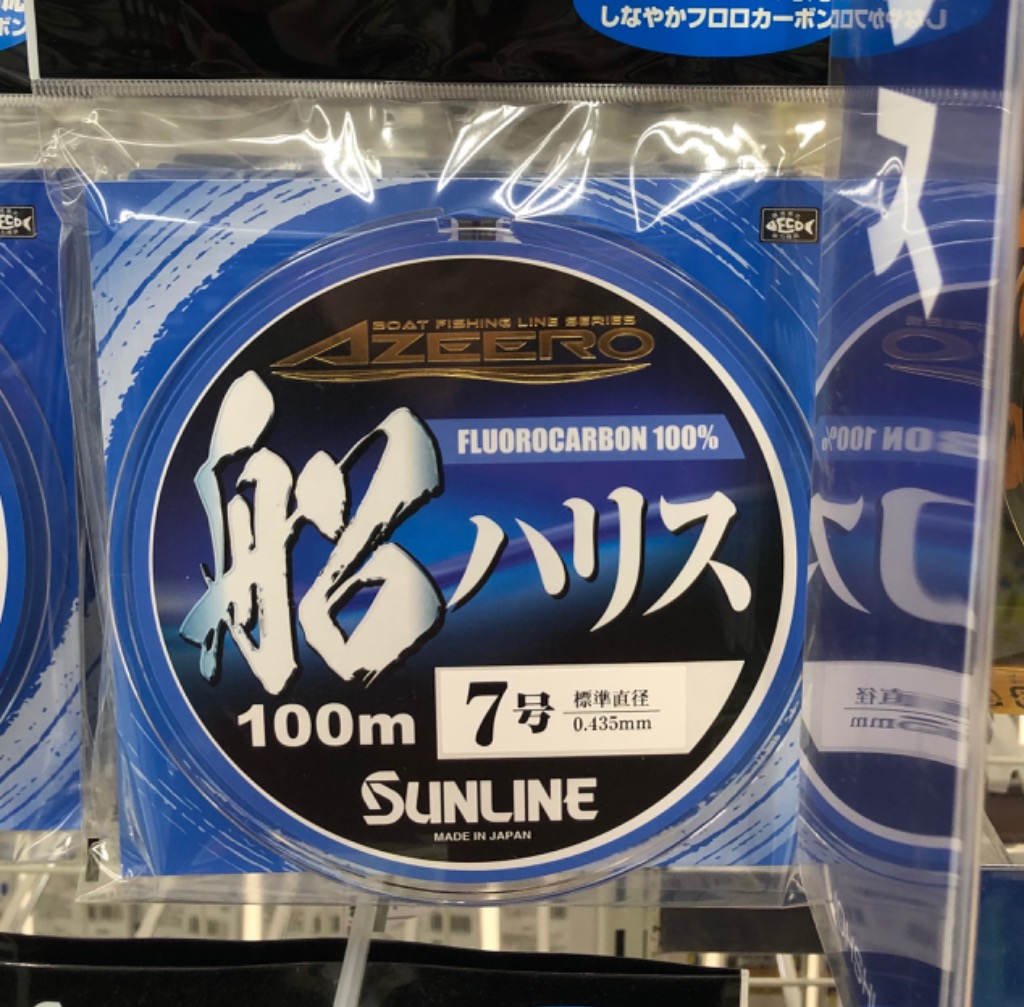 しなやかフロロカーボン
BOAT FISHING LINE SERIES
AZEERO
FLUOROCARBON 100%
船ハリス
100m
7号
標準直径
0.435mm
SUNLINE
MADE IN JAPAN